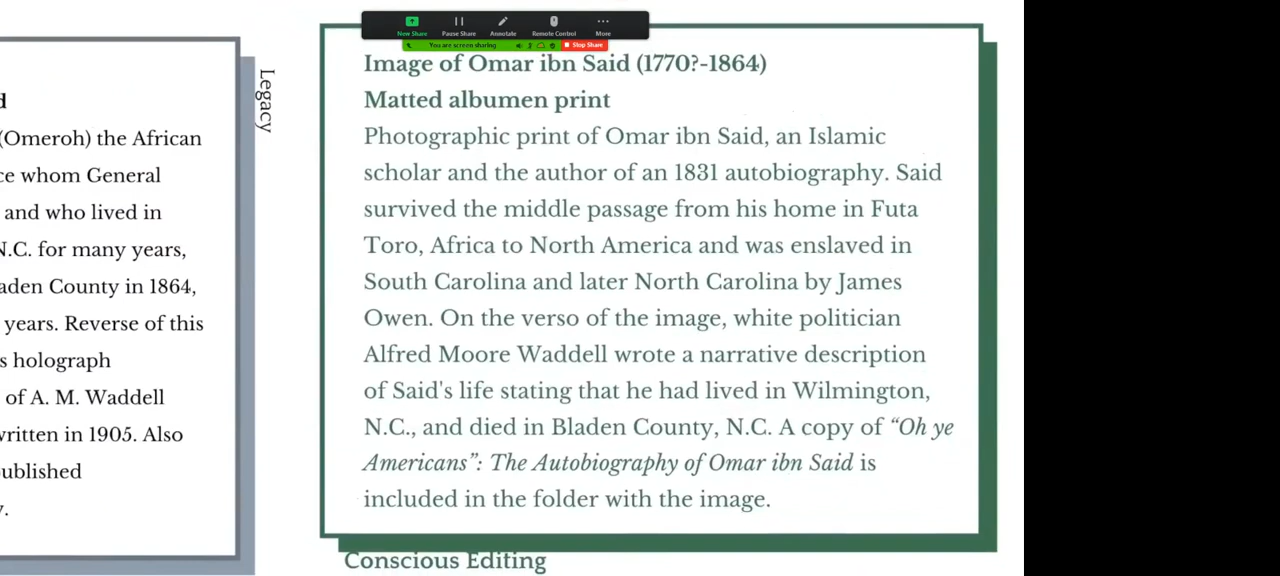 d
(Omeroh) the African
ce whom General
and who lived in
N.C. for many years,
aden County in 1864,
years. Reverse of this
s holograph
of A. M. Waddell
written in 1905. Also
published
y.
Legacy
New Share
Pause Share
Annotate
Remote Control
More
You are screen sharing
Stop Share
Image of Omar ibn Said (1770?-1864)
Matted albumen print
Photographic print of Omar ibn Said, an Islamic
scholar and the author of an 1831 autobiography. Said
survived the middle passage from his home in Futa
Toro, Africa to North America and was enslaved in
South Carolina and later North Carolina by James
Owen. On the verso of the image, white politician
Alfred Moore Waddell wrote a narrative description
of Said's life stating that he had lived in Wilmington,
N.C., and died in Bladen County, N.C. A copy of “Oh ye
Americans”: The Autobiography of Omar ibn Said is
included in the folder with the image.
Conscious Editing